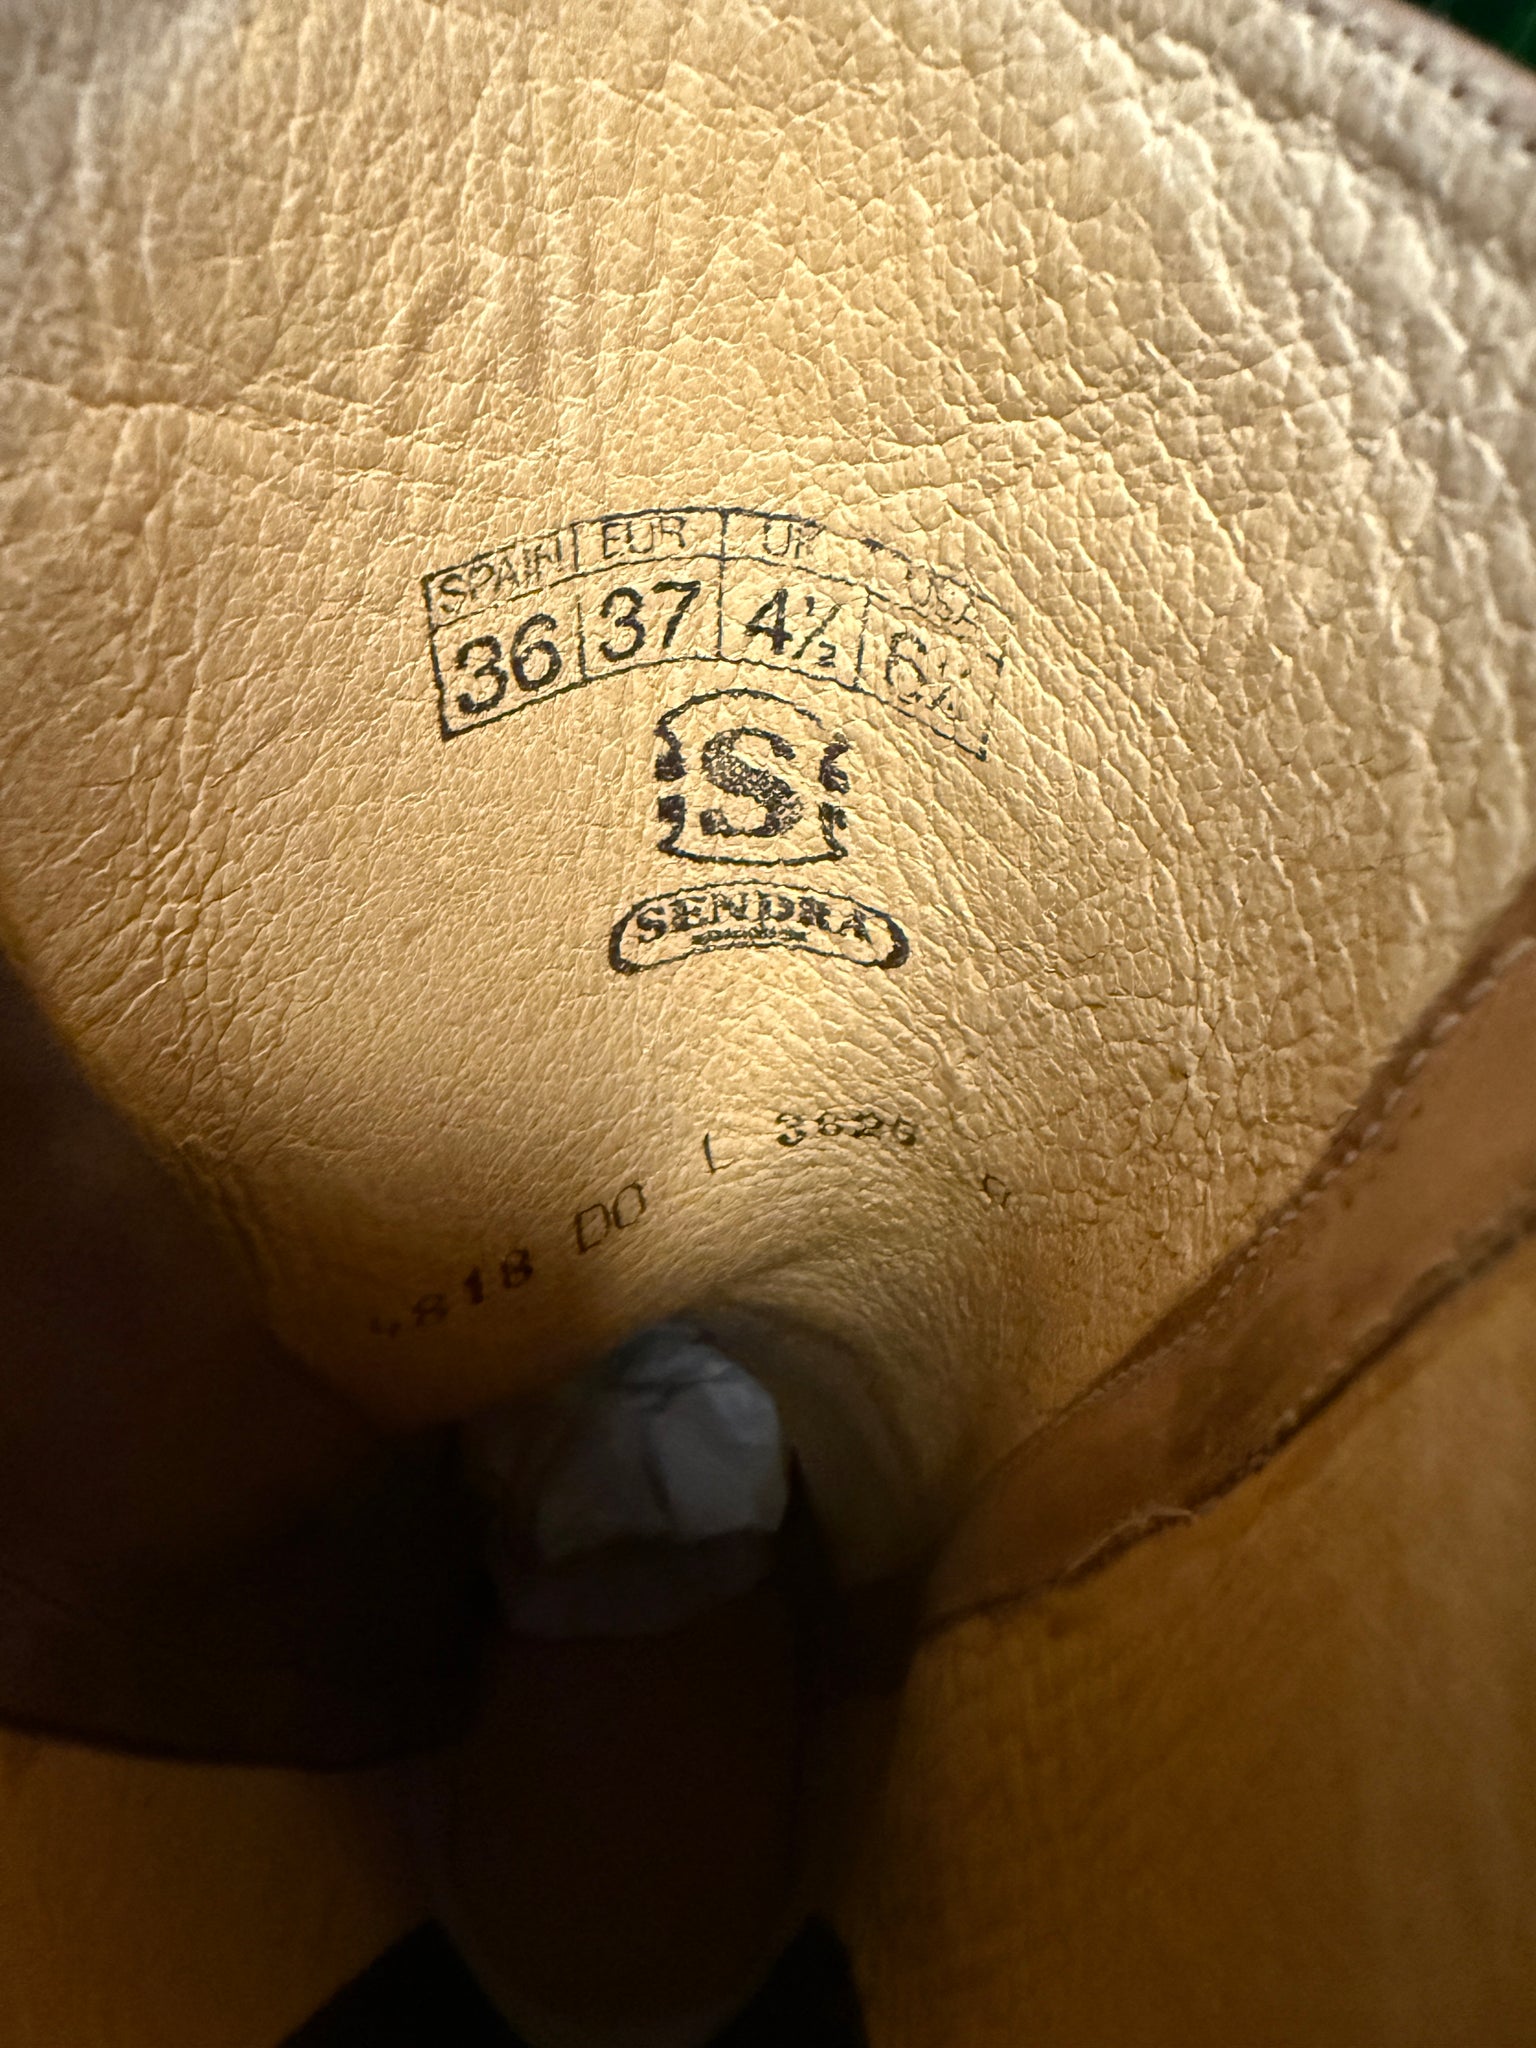 SPAIN EUR UK USA
36 37 4½ 6½
S
SENDRA
4818 DO L 3626